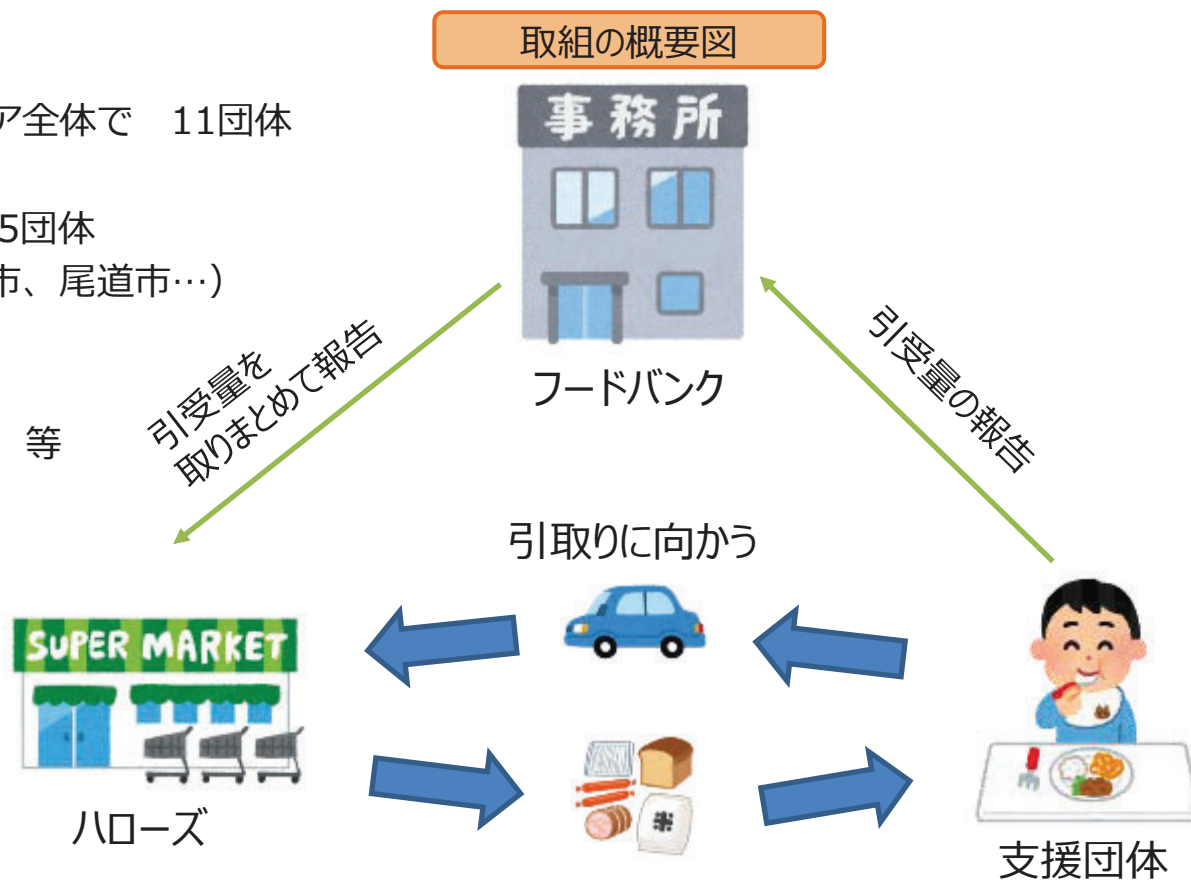 取組の概要図
事務所
ア全体で 11団体
5団体
市、尾道市…）
等
フードバンク
引受量を
取りまとめて報告
引受量の報告
引取りに向かう
SUPER MARKET
米
ハローズ
支援団体